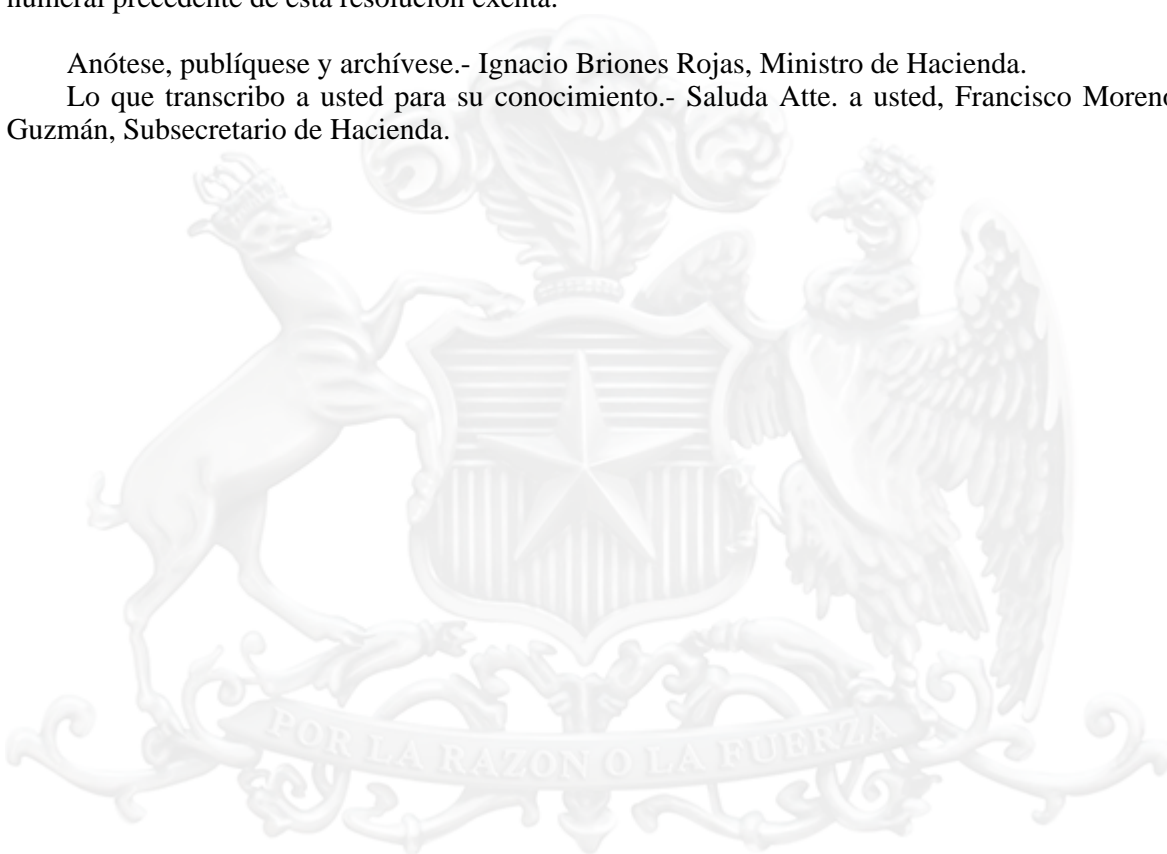 numeral precedente de esta resolución exenta.
Anótese, publíquese y archívese.- Ignacio Briones Rojas, Ministro de Hacienda.
Lo que transcribo a usted para su conocimiento.- Saluda Atte. a usted, Francisco Moreno
Guzmán, Subsecretario de Hacienda.
POR LA RAZON O LA FUERZA